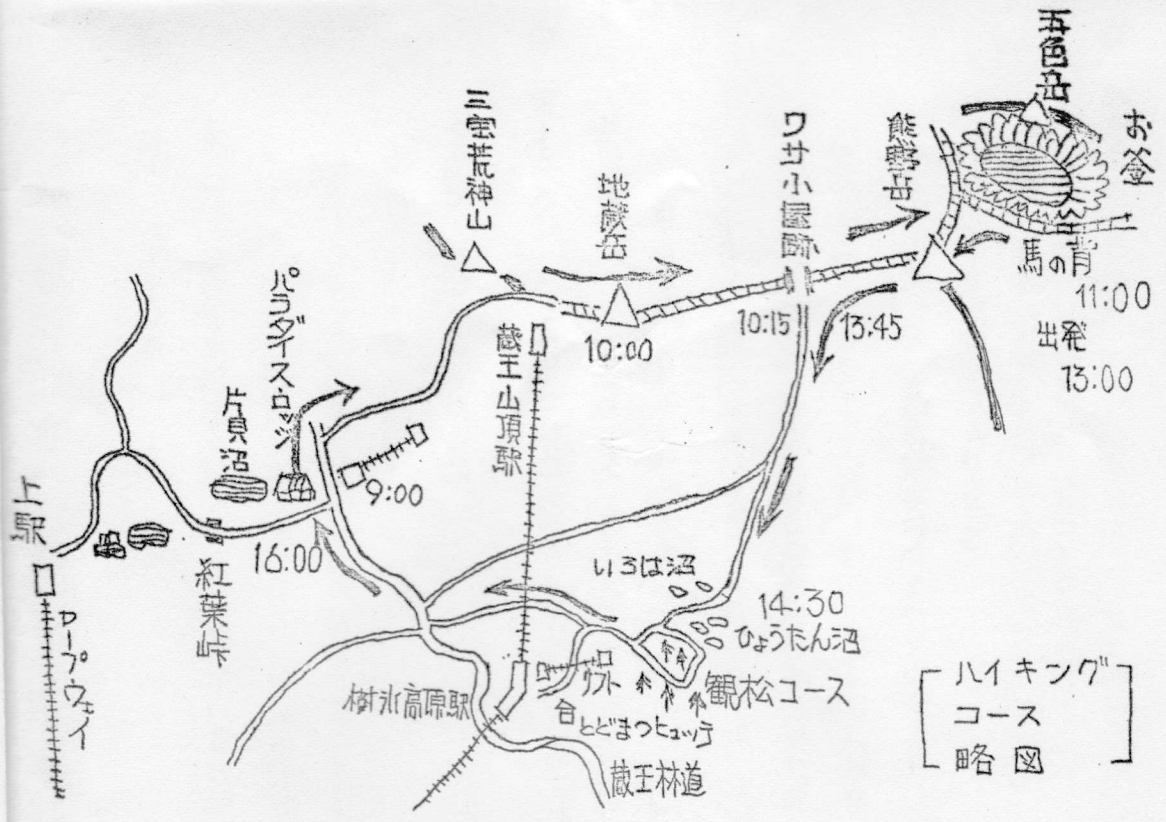 五色岳
お釜
熊野岳
ワサ小屋跡
地蔵岳
三宝荒神山
馬の背
11:00
出発
13:00
10:15
13:45
10:00
蔵王山頂駅
パラダイスロッジ
片貝沼
9:00
上駅
ロープウェイ
紅葉峠
16:00
いろは沼
14:30
ひょうたん沼
観松コース
リフト
とどまつヒュッテ
樹氷高原駅
蔵王林道
ハイキング
コース
略図